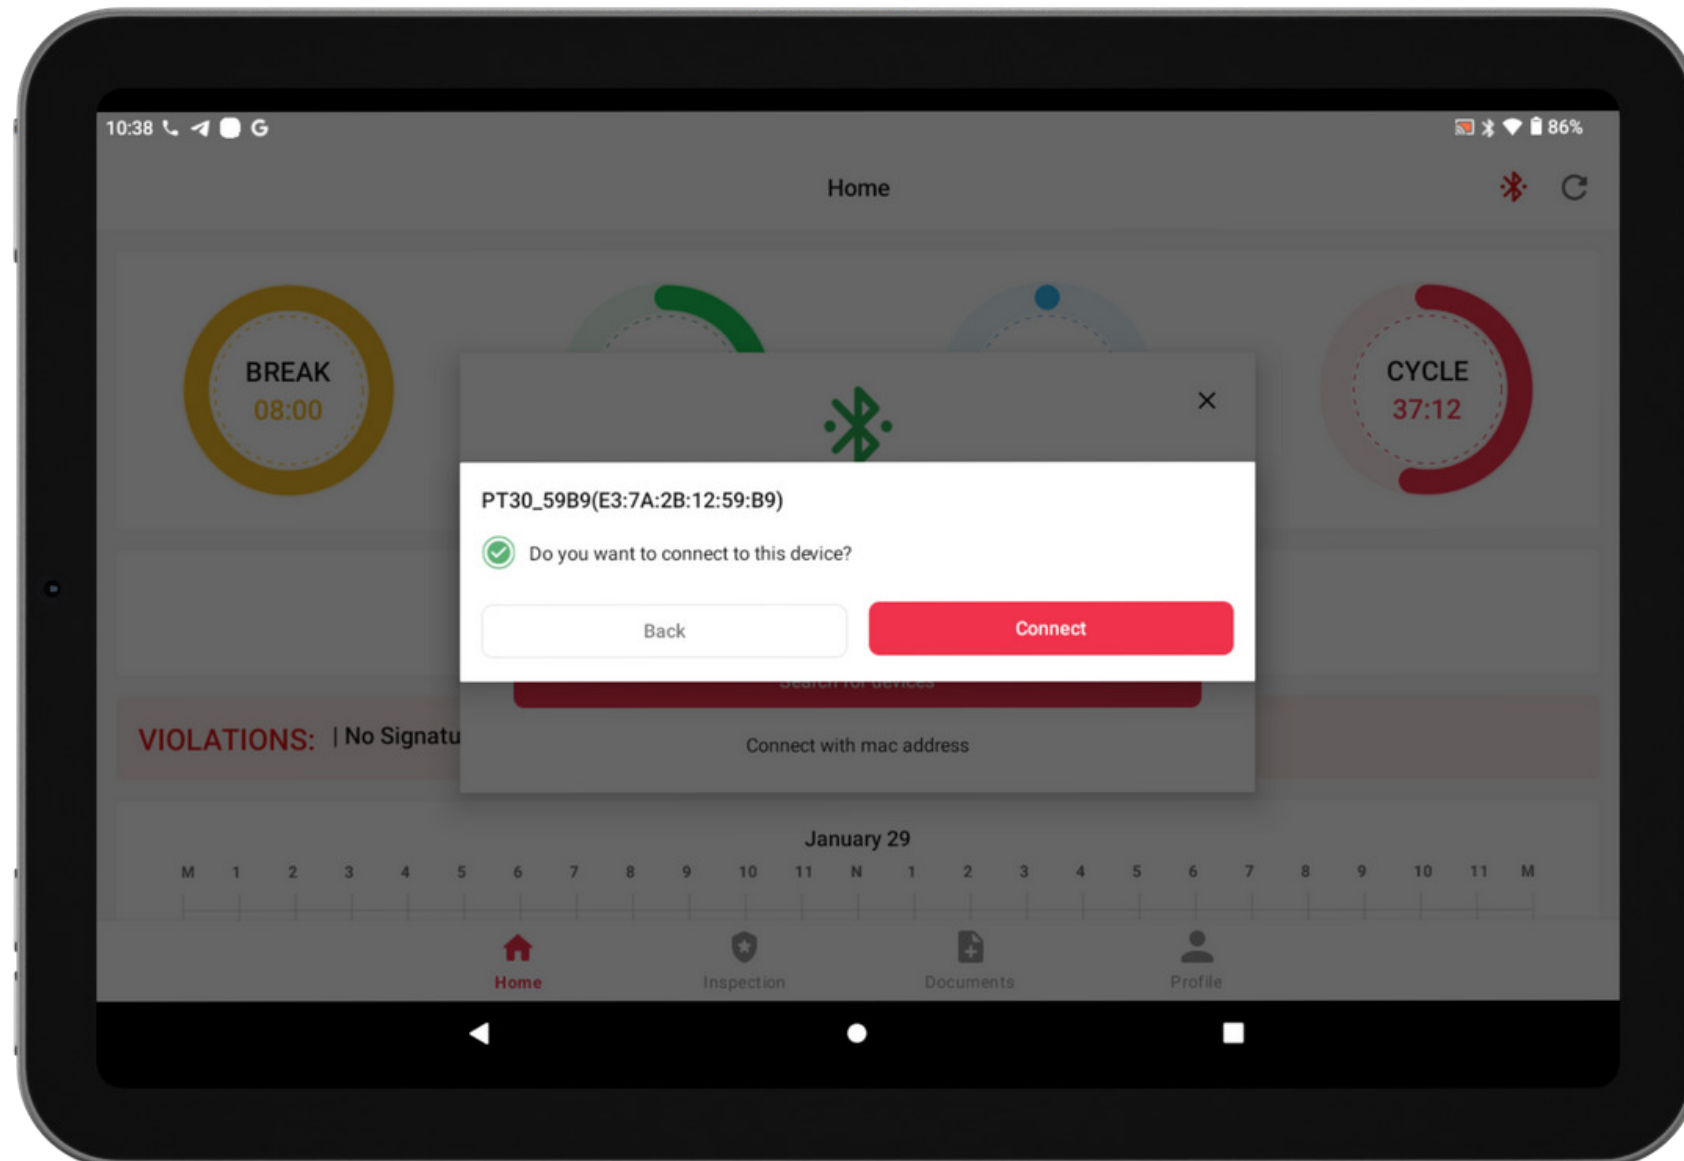 10:38 G 86%
Home
BREAK
08:00
CYCLE
37:12
PT30_59B9(E3:7A:2B:12:59:B9)
Do you want to connect to this device?
Back Connect
Search for devices
Connect with mac address
VIOLATIONS: | No Signatu
January 29
M 1 2 3 4 5 6 7 8 9 10 11 N 1 2 3 4 5 6 7 8 9 10 11 M
Home Inspection Documents Profile